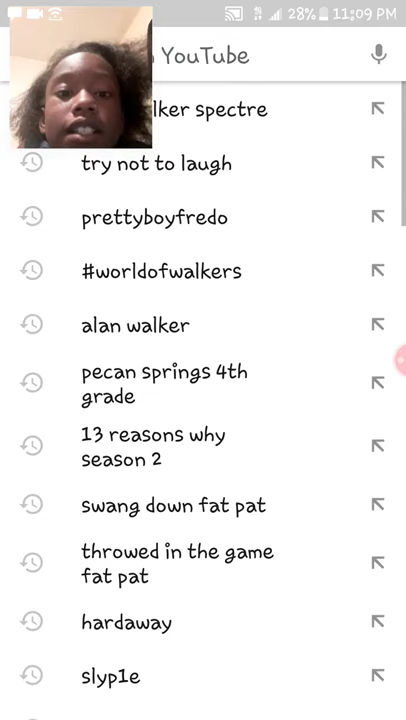 28% 11:09 PM
YouTube
lker spectre
try not to laugh
prettyboyfredo
#worldofwalkers
alan walker
pecan springs 4th
grade
13 reasons why
season 2
swang down fat pat
throwed in the game
fat pat
hardaway
slyp1e